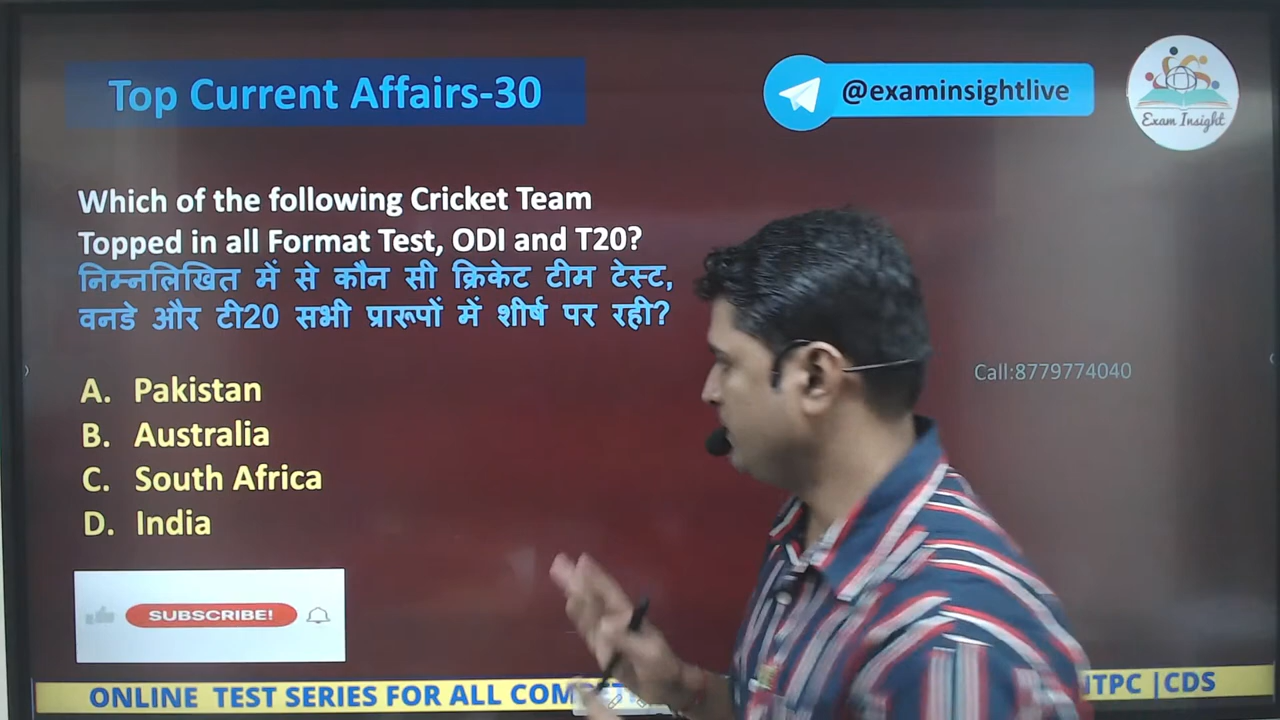 Top Current Affairs-30
@examinsightlive
Exam Insight
Which of the following Cricket Team
Topped in all Format Test, ODI and T20?
निम्नलिखित में से कौन सी क्रिकेट टीम टेस्ट,
वनडे और टी20 सभी प्रारूपों में शीर्ष पर रही?
Call:8779774040
A. Pakistan
B. Australia
C. South Africa
D. India
SUBSCRIBE!
ONLINE TEST SERIES FOR ALL |CDS